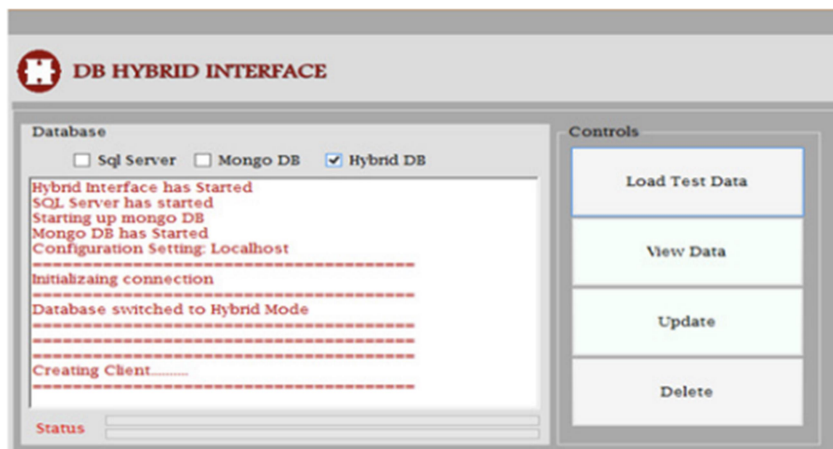 DB HYBRID INTERFACE
Database
Sql Server Mongo DB Hybrid DB
Hybrid Interface has Started
SQL Server has started
Starting up mongo DB
Mongo DB has Started
Configuration Setting: Localhost
==========================================
Initializaing connection
==========================================
Database switched to Hybrid Mode
==========================================
==========================================
==========================================
Creating Client..........
==========================================
Status
Controls
Load Test Data
View Data
Update
Delete